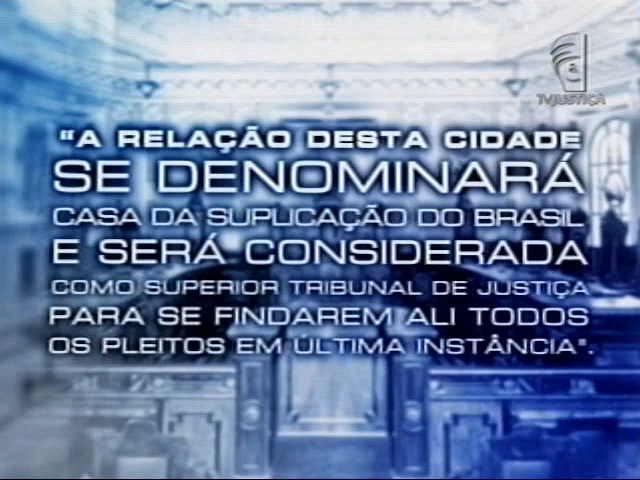 TVJUSTIÇA
"A RELAÇÃO DESTA CIDADE
SE DENOMINARÁ
CASA DA SUPLICAÇÃO DO BRASIL
E SERÁ CONSIDERADA
COMO SUPERIOR TRIBUNAL DE JUSTIÇA
PARA SE FINDAREM ALI TODOS
OS PLEITOS EM ÚLTIMA INSTÂNCIA".